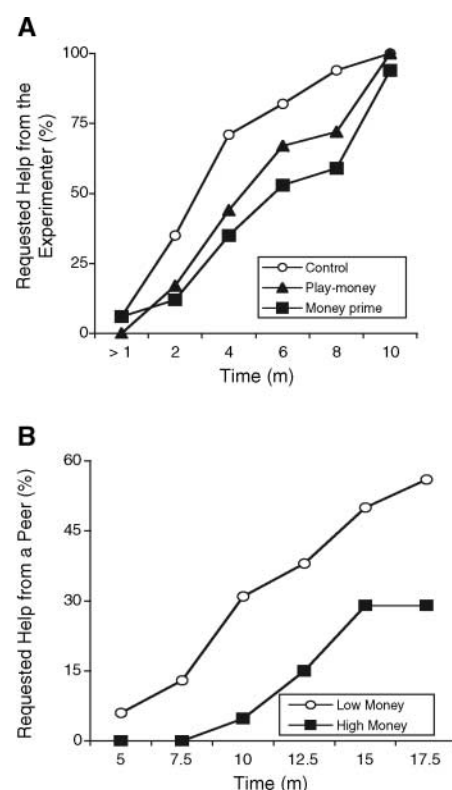 A
Requested Help from the
Experimenter (%)
100
75
50
25
0
Control
Play-money
Money prime
> 1 2 4 6 8 10
Time (m)
B
Requested Help from a Peer (%)
60
45
30
15
0
Low Money
High Money
5 7.5 10 12.5 15 17.5
Time (m)